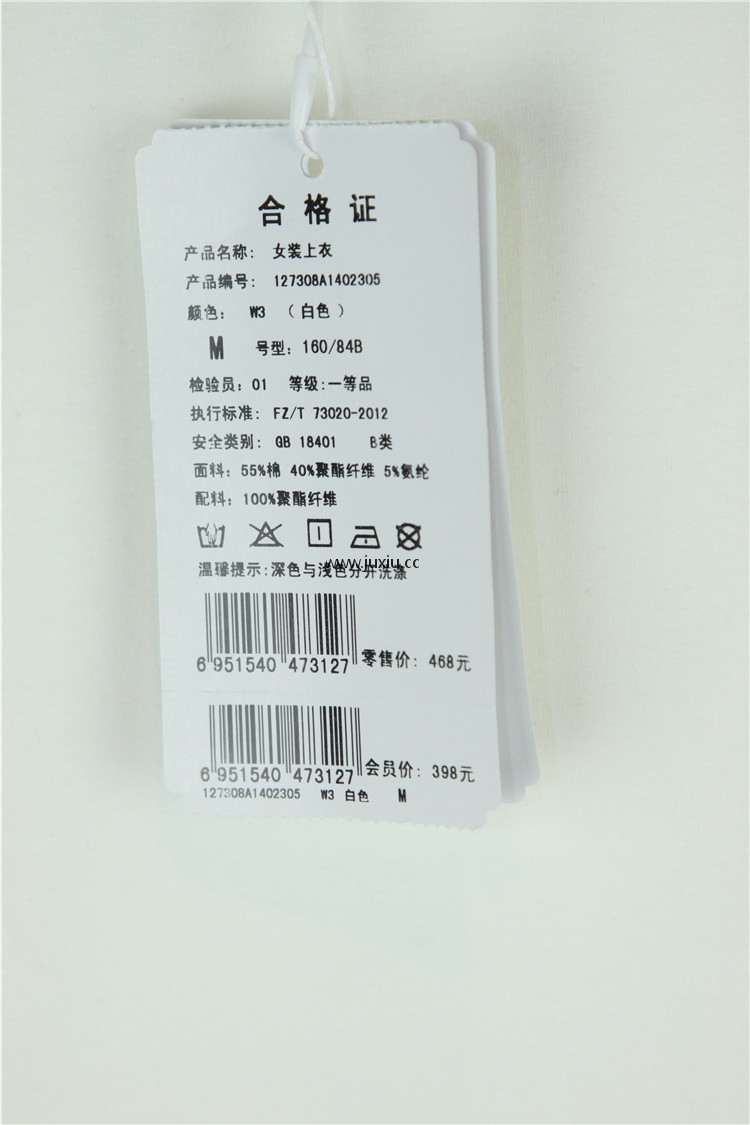 合格证
产品名称: 女装上衣
产品编号: 127308A1402305
颜色: W3 (白色)
M 号型: 160/84B
检验员: 01 等级:一等品
执行标准: FZ/T 73020-2012
安全类别: GB 18401 B类
面料: 55%棉 40%聚酯纤维 5%氨纶
配料: 100%聚酯纤维
温馨提示:深色与浅色分开洗涤
www.juxiu.cc
6 951540 473127 零售价: 468元
6 951540 473127 会员价: 398元
127308A1402305 W3 白色 M